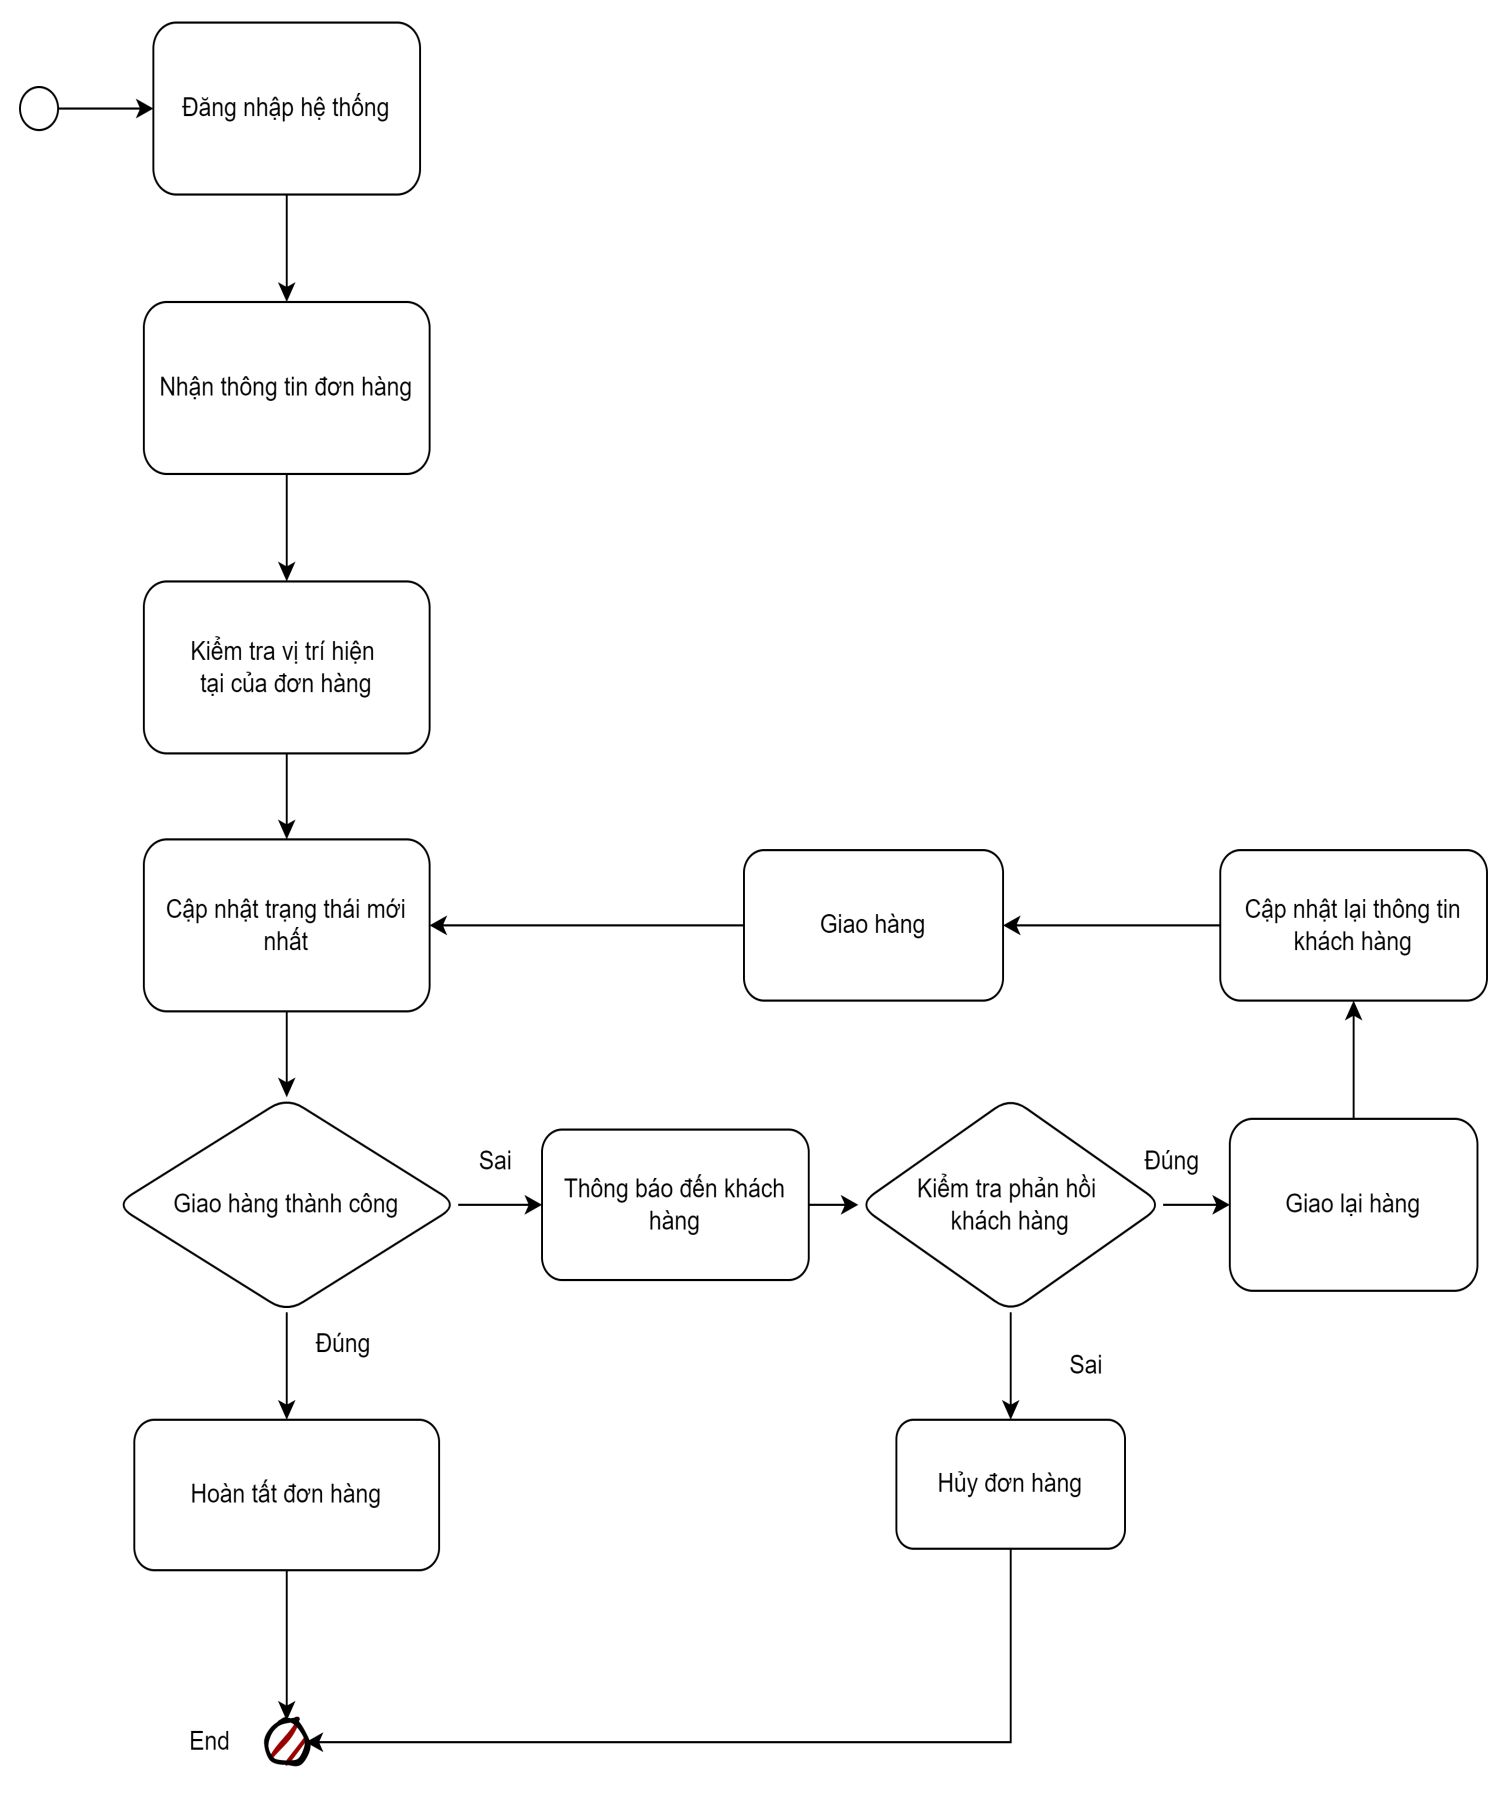 Đăng nhập hệ thống
Nhận thông tin đơn hàng
Kiểm tra vị trí hiện
tại của đơn hàng
Cập nhật trạng thái mới
nhất
Giao hàng
Cập nhật lại thông tin
khách hàng
Giao hàng thành công
Sai
Thông báo đến khách
hàng
Kiểm tra phản hồi
khách hàng
Đúng
Giao lại hàng
Đúng
Sai
Hoàn tất đơn hàng
Hủy đơn hàng
End